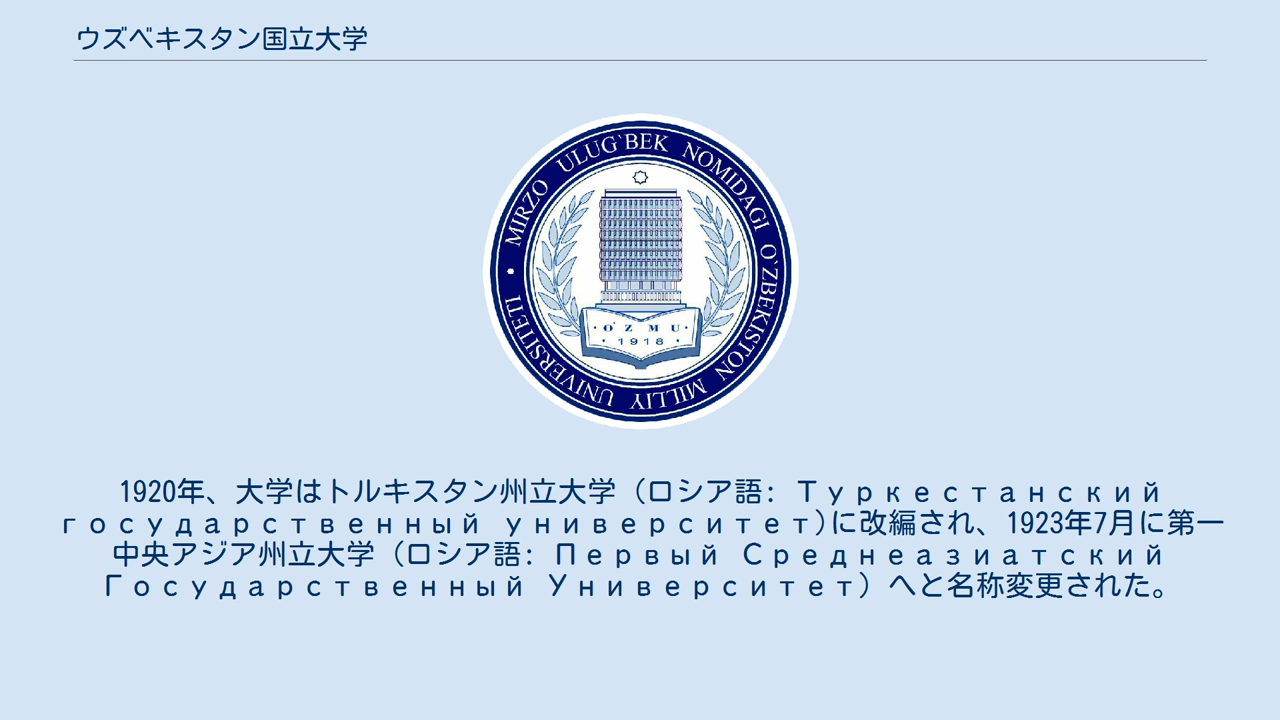 ウズベキスタン国立大学
MIRZO ULUG`BEK NOMIDAGI O`ZBEKISTON MILLIY UNIVERSITETI
· O` Z M U ·
· 1918 ·
1920年、大学はトルキスタン州立大学（ロシア語: Туркестанский
государственный университет)に改編され、1923年7月に第一
中央アジア州立大学（ロシア語: Первый Среднеазиатский
Государственный Университет）へと名称変更された。